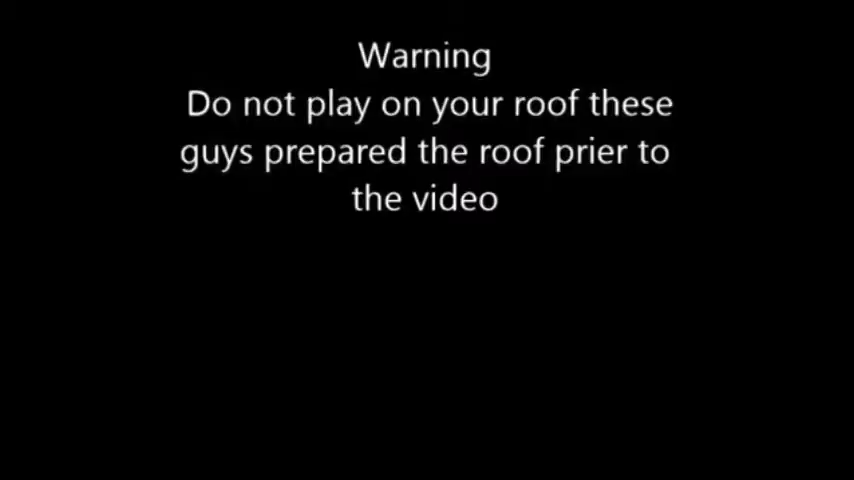 Warning
Do not play on your roof these
guys prepared the roof prier to
the video